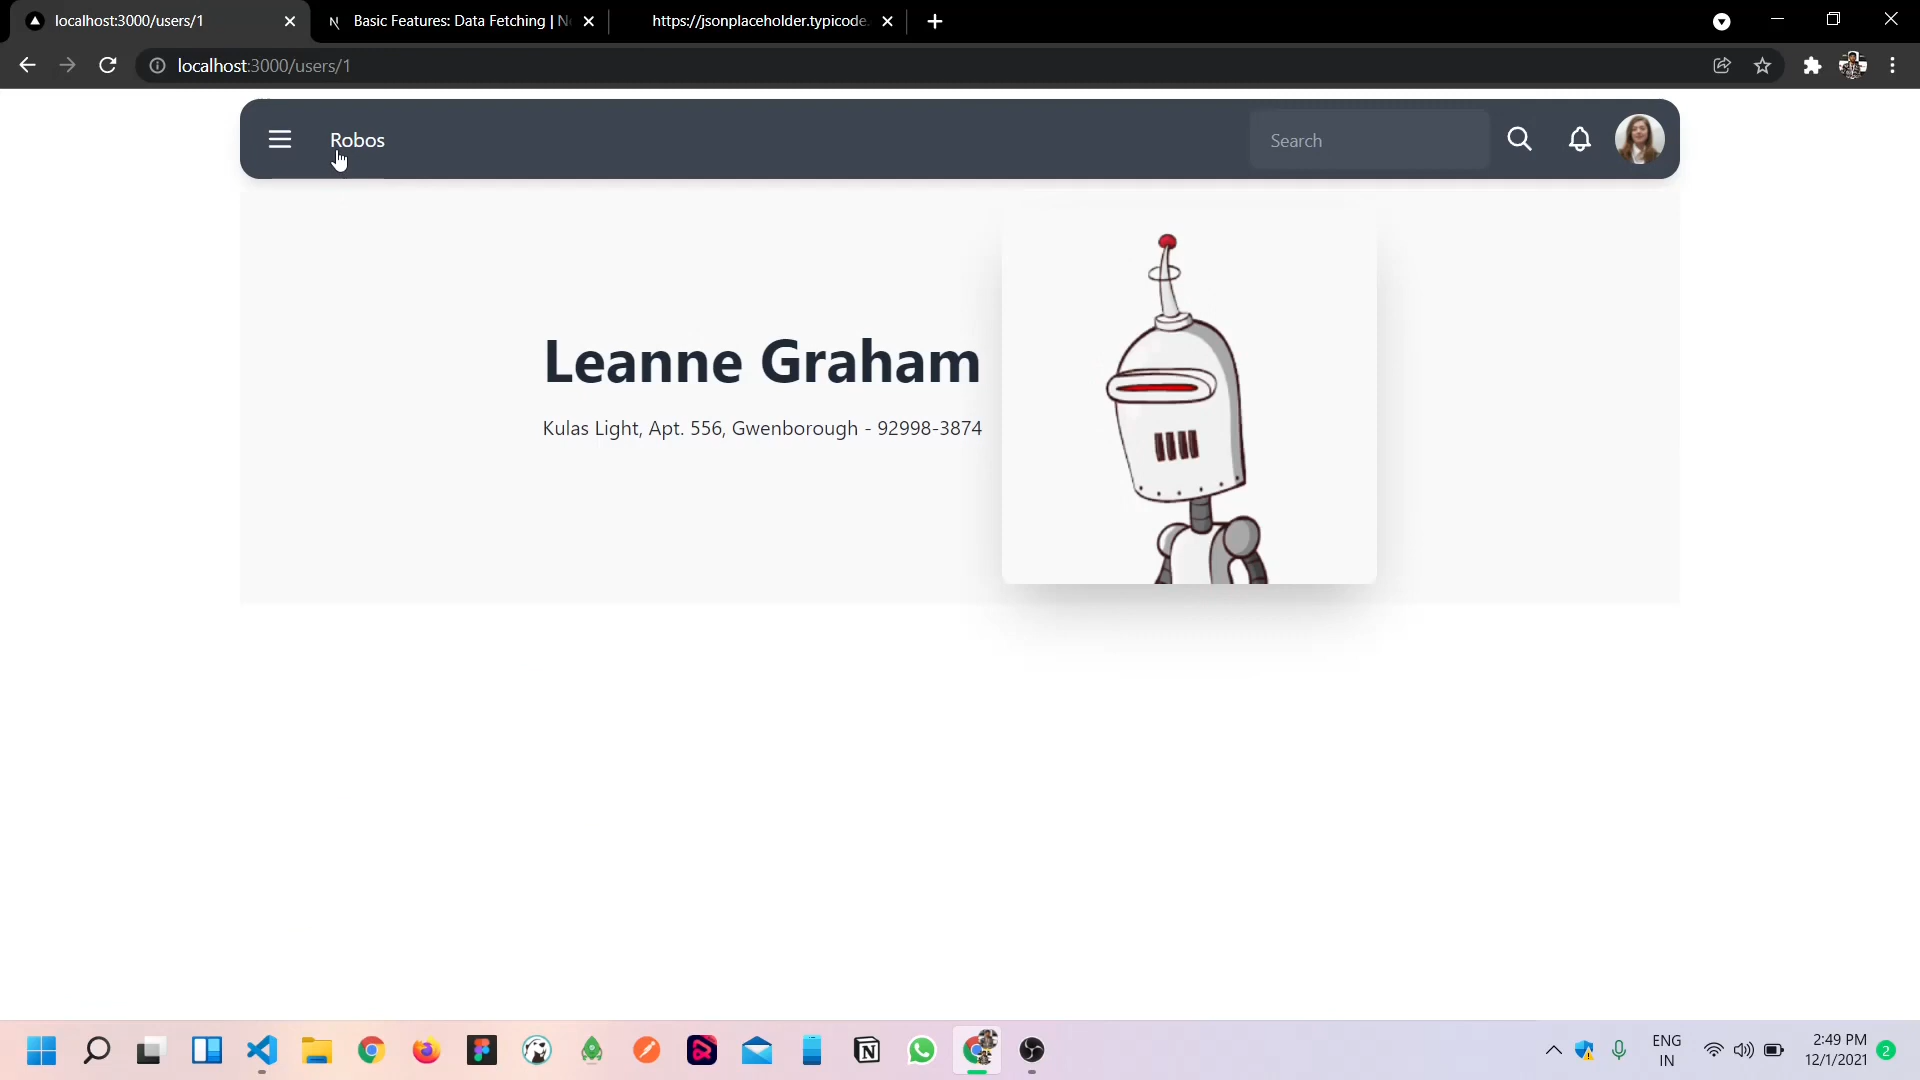 localhost:3000/users/1
Basic Features: Data Fetching | Ne
https://jsonplaceholder.typicode.
localhost:3000/users/1
Robos
Search
Leanne Graham
Kulas Light, Apt. 556, Gwenborough - 92998-3874
ENG
IN
2:49 PM
12/1/2021
2